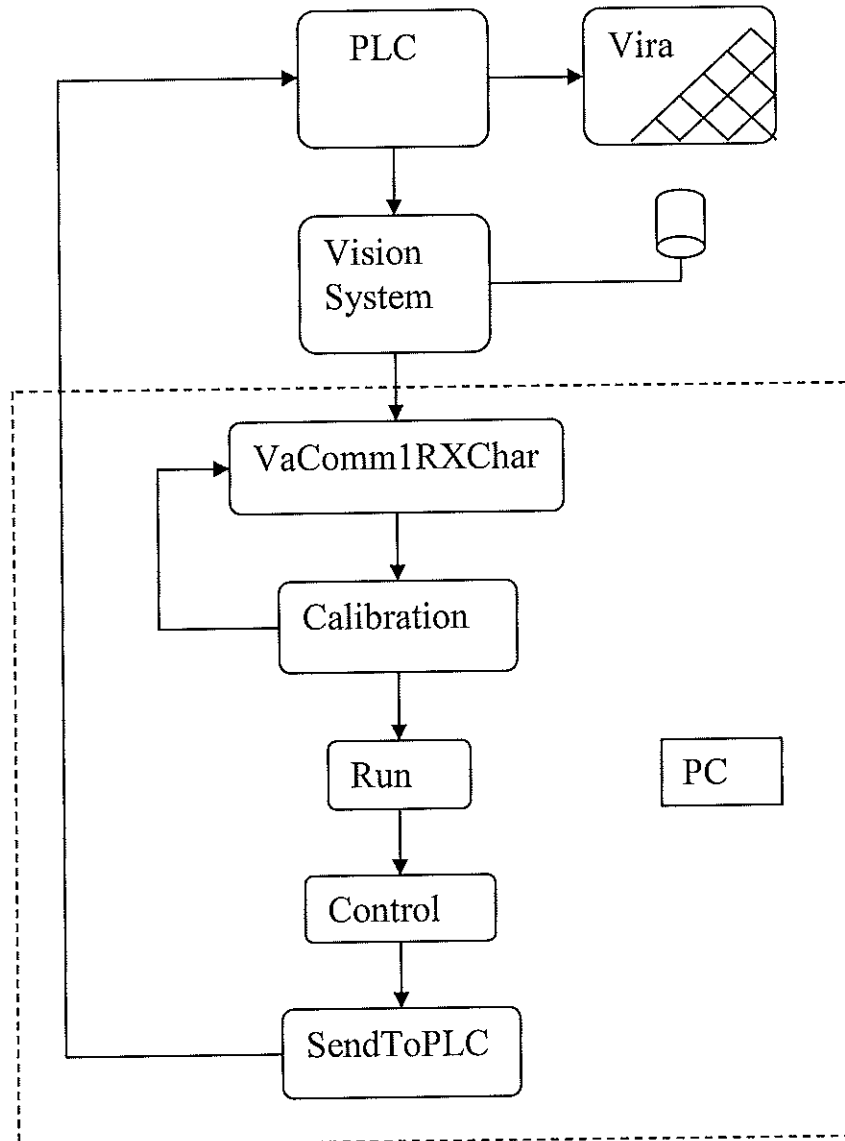 PLC
Vira
Vision
System
VaComm1RXChar
Calibration
Run
PC
Control
SendToPLC